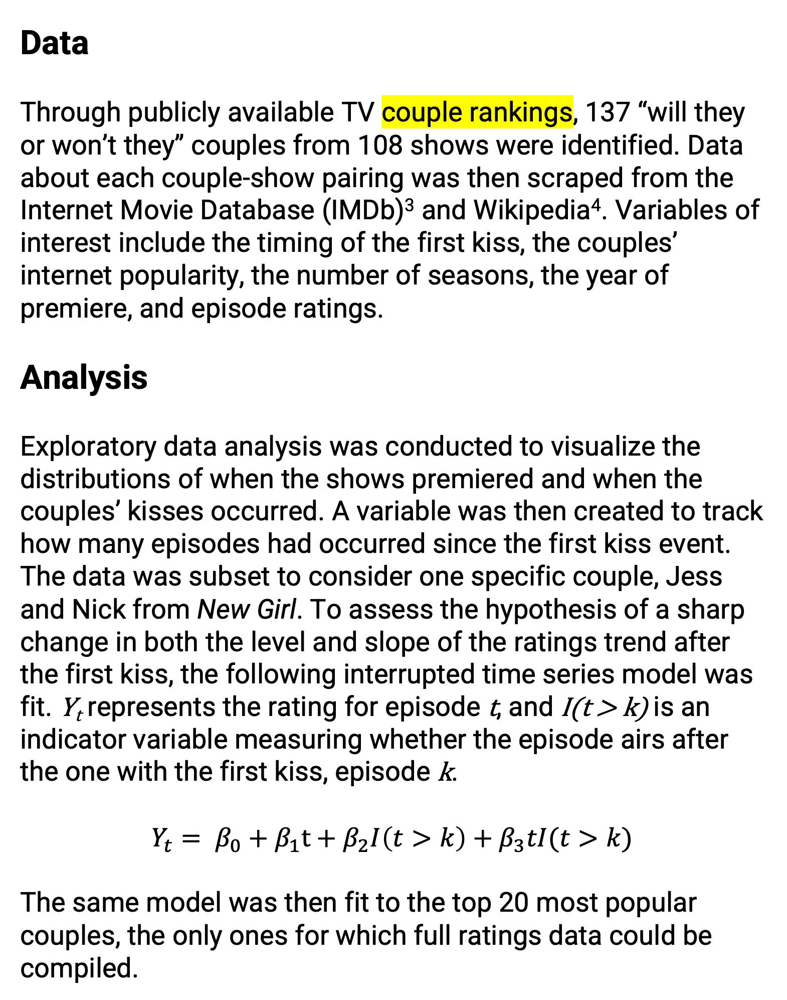 Data
Through publicly available TV couple rankings, 137 “will they
or won’t they” couples from 108 shows were identified. Data
about each couple-show pairing was then scraped from the
Internet Movie Database (IMDb)³ and Wikipedia⁴. Variables of
interest include the timing of the first kiss, the couples’
internet popularity, the number of seasons, the year of
premiere, and episode ratings.
Analysis
Exploratory data analysis was conducted to visualize the
distributions of when the shows premiered and when the
couples’ kisses occurred. A variable was then created to track
how many episodes had occurred since the first kiss event.
The data was subset to consider one specific couple, Jess
and Nick from New Girl. To assess the hypothesis of a sharp
change in both the level and slope of the ratings trend after
the first kiss, the following interrupted time series model was
fit. Yₜ represents the rating for episode t, and I(t > k) is an
indicator variable measuring whether the episode airs after
the one with the first kiss, episode k.
Yₜ = β₀ + β₁t + β₂I(t > k) + β₃tI(t > k)
The same model was then fit to the top 20 most popular
couples, the only ones for which full ratings data could be
compiled.